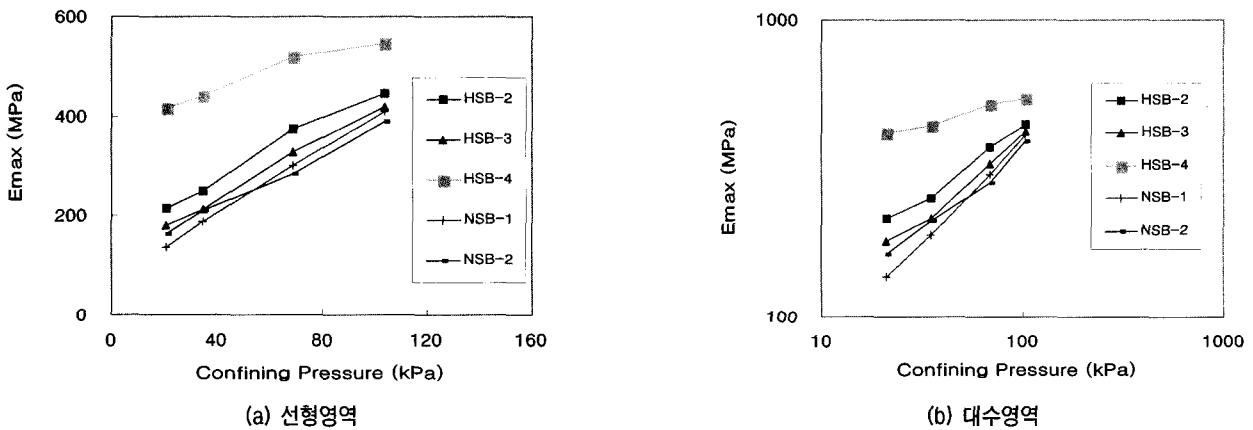 600
400
200
0
Emax (MPa)
0
40
80
120
160
Confining Pressure (kPa)
HSB-2
HSB-3
HSB-4
NSB-1
NSB-2
(a) 선형영역
1000
100
Emax (MPa)
10
100
1000
Confining Pressure (kPa)
HSB-2
HSB-3
HSB-4
NSB-1
NSB-2
(b) 대수영역